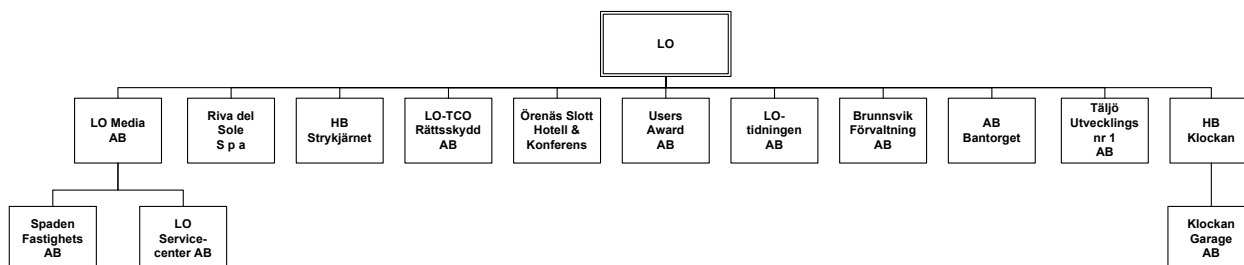 LO
LO Media
AB
Riva del
Sole
S p a
HB
Strykjärnet
LO-TCO
Rättsskydd
AB
Örenäs Slott
Hotell &
Konferens
Users
Award
AB
LO-
tidningen
AB
Brunnsvik
Förvaltning
AB
AB
Bantorget
Täljö
Utvecklings
nr 1
AB
HB
Klockan
Spaden
Fastighets
AB
LO
Service-
center AB
Klockan
Garage
AB